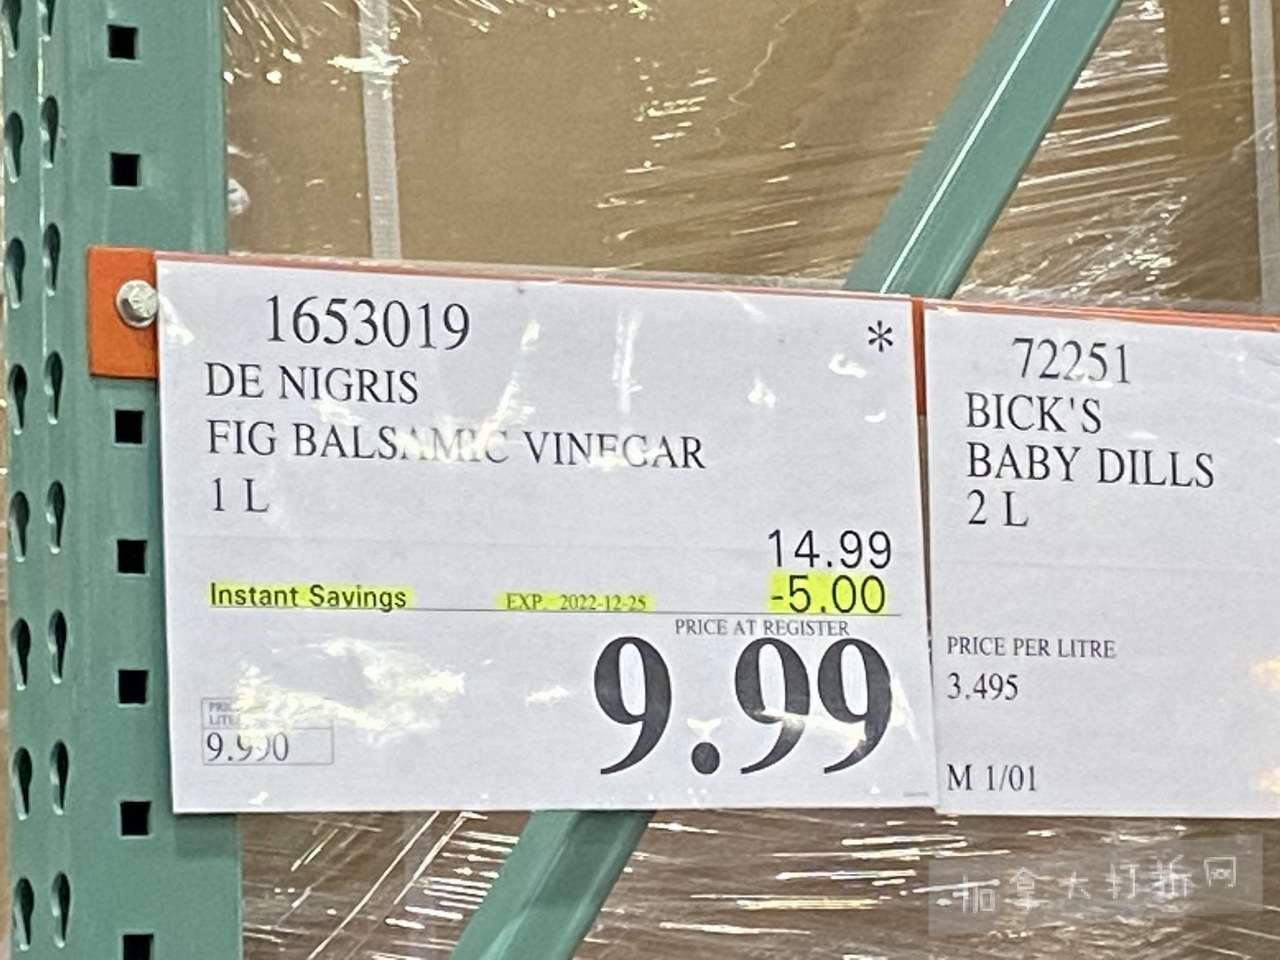 1653019
*
DE NIGRIS
FIG BALSAMIC VINEGAR
1 L
14.99
Instant Savings EXP. 2022-12-25 -5.00
PRICE AT REGISTER
9.99
9.990
72251
BICK'S
BABY DILLS
2 L
PRICE PER LITRE
3.495
M 1/01
加拿大打折网